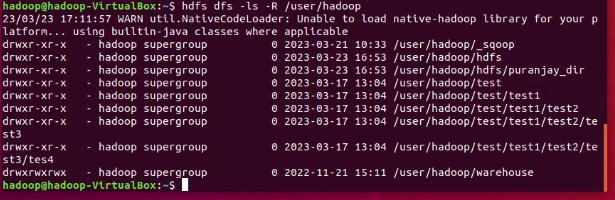 hadoop@hadoop-VirtualBox:~$ hdfs dfs -ls -R /user/hadoop
23/03/23 17:11:57 WARN util.NativeCodeLoader: Unable to load native-hadoop library for your p
latform... using builtin-java classes where applicable
drwxr-xr-x   - hadoop supergroup          0 2023-03-21 10:33 /user/hadoop/_sqoop
drwxr-xr-x   - hadoop supergroup          0 2023-03-23 16:53 /user/hadoop/hdfs
drwxr-xr-x   - hadoop supergroup          0 2023-03-23 16:53 /user/hadoop/hdfs/puranjay_dir
drwxr-xr-x   - hadoop supergroup          0 2023-03-17 13:04 /user/hadoop/test
drwxr-xr-x   - hadoop supergroup          0 2023-03-17 13:04 /user/hadoop/test/test1
drwxr-xr-x   - hadoop supergroup          0 2023-03-17 13:04 /user/hadoop/test/test1/test2
drwxr-xr-x   - hadoop supergroup          0 2023-03-17 13:04 /user/hadoop/test/test1/test2/te
st3
drwxr-xr-x   - hadoop supergroup          0 2023-03-17 13:04 /user/hadoop/test/test1/test2/te
st3/tes4
drwxrwxrwx   - hadoop supergroup          0 2022-11-21 15:11 /user/hadoop/warehouse
hadoop@hadoop-VirtualBox:~$